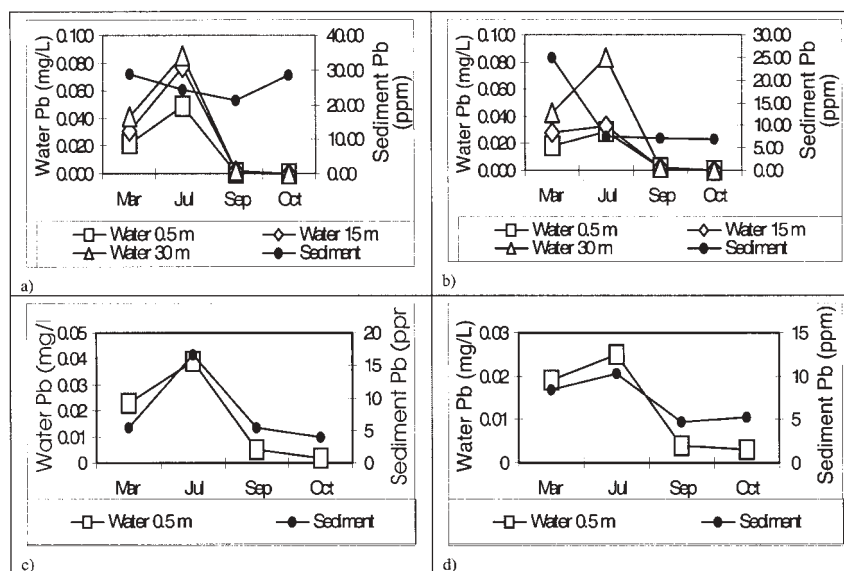 Water Pb (mg/L)
0.100
0.080
0.060
0.040
0.020
0.000
40.00
30.00
20.00
10.00
0.00
Sediment Pb
(ppm)
Mar Jul Sep Oct
Water 0.5 m Water 15 m
Water 30 m Sediment
a)
Water Pb (mg/L)
0.100
0.080
0.060
0.040
0.020
0.000
30.00
25.00
20.00
15.00
10.00
5.00
0.00
Sediment Pb
(ppm)
Mar Jul Sep Oct
Water 0.5 m Water 15 m
Water 30 m Sediment
b)
Water Pb (mg/l
0.05
0.04
0.03
0.02
0.01
0
20
15
10
5
0
Sediment Pb (ppr
Mar Jul Sep Oct
Water 0.5 m Sediment
c)
Water Pb (mg/L)
0.03
0.02
0.01
0
15
10
5
0
Sediment Pb (ppm)
Mar Jul Sep Oct
Water 0.5 m Sediment
d)